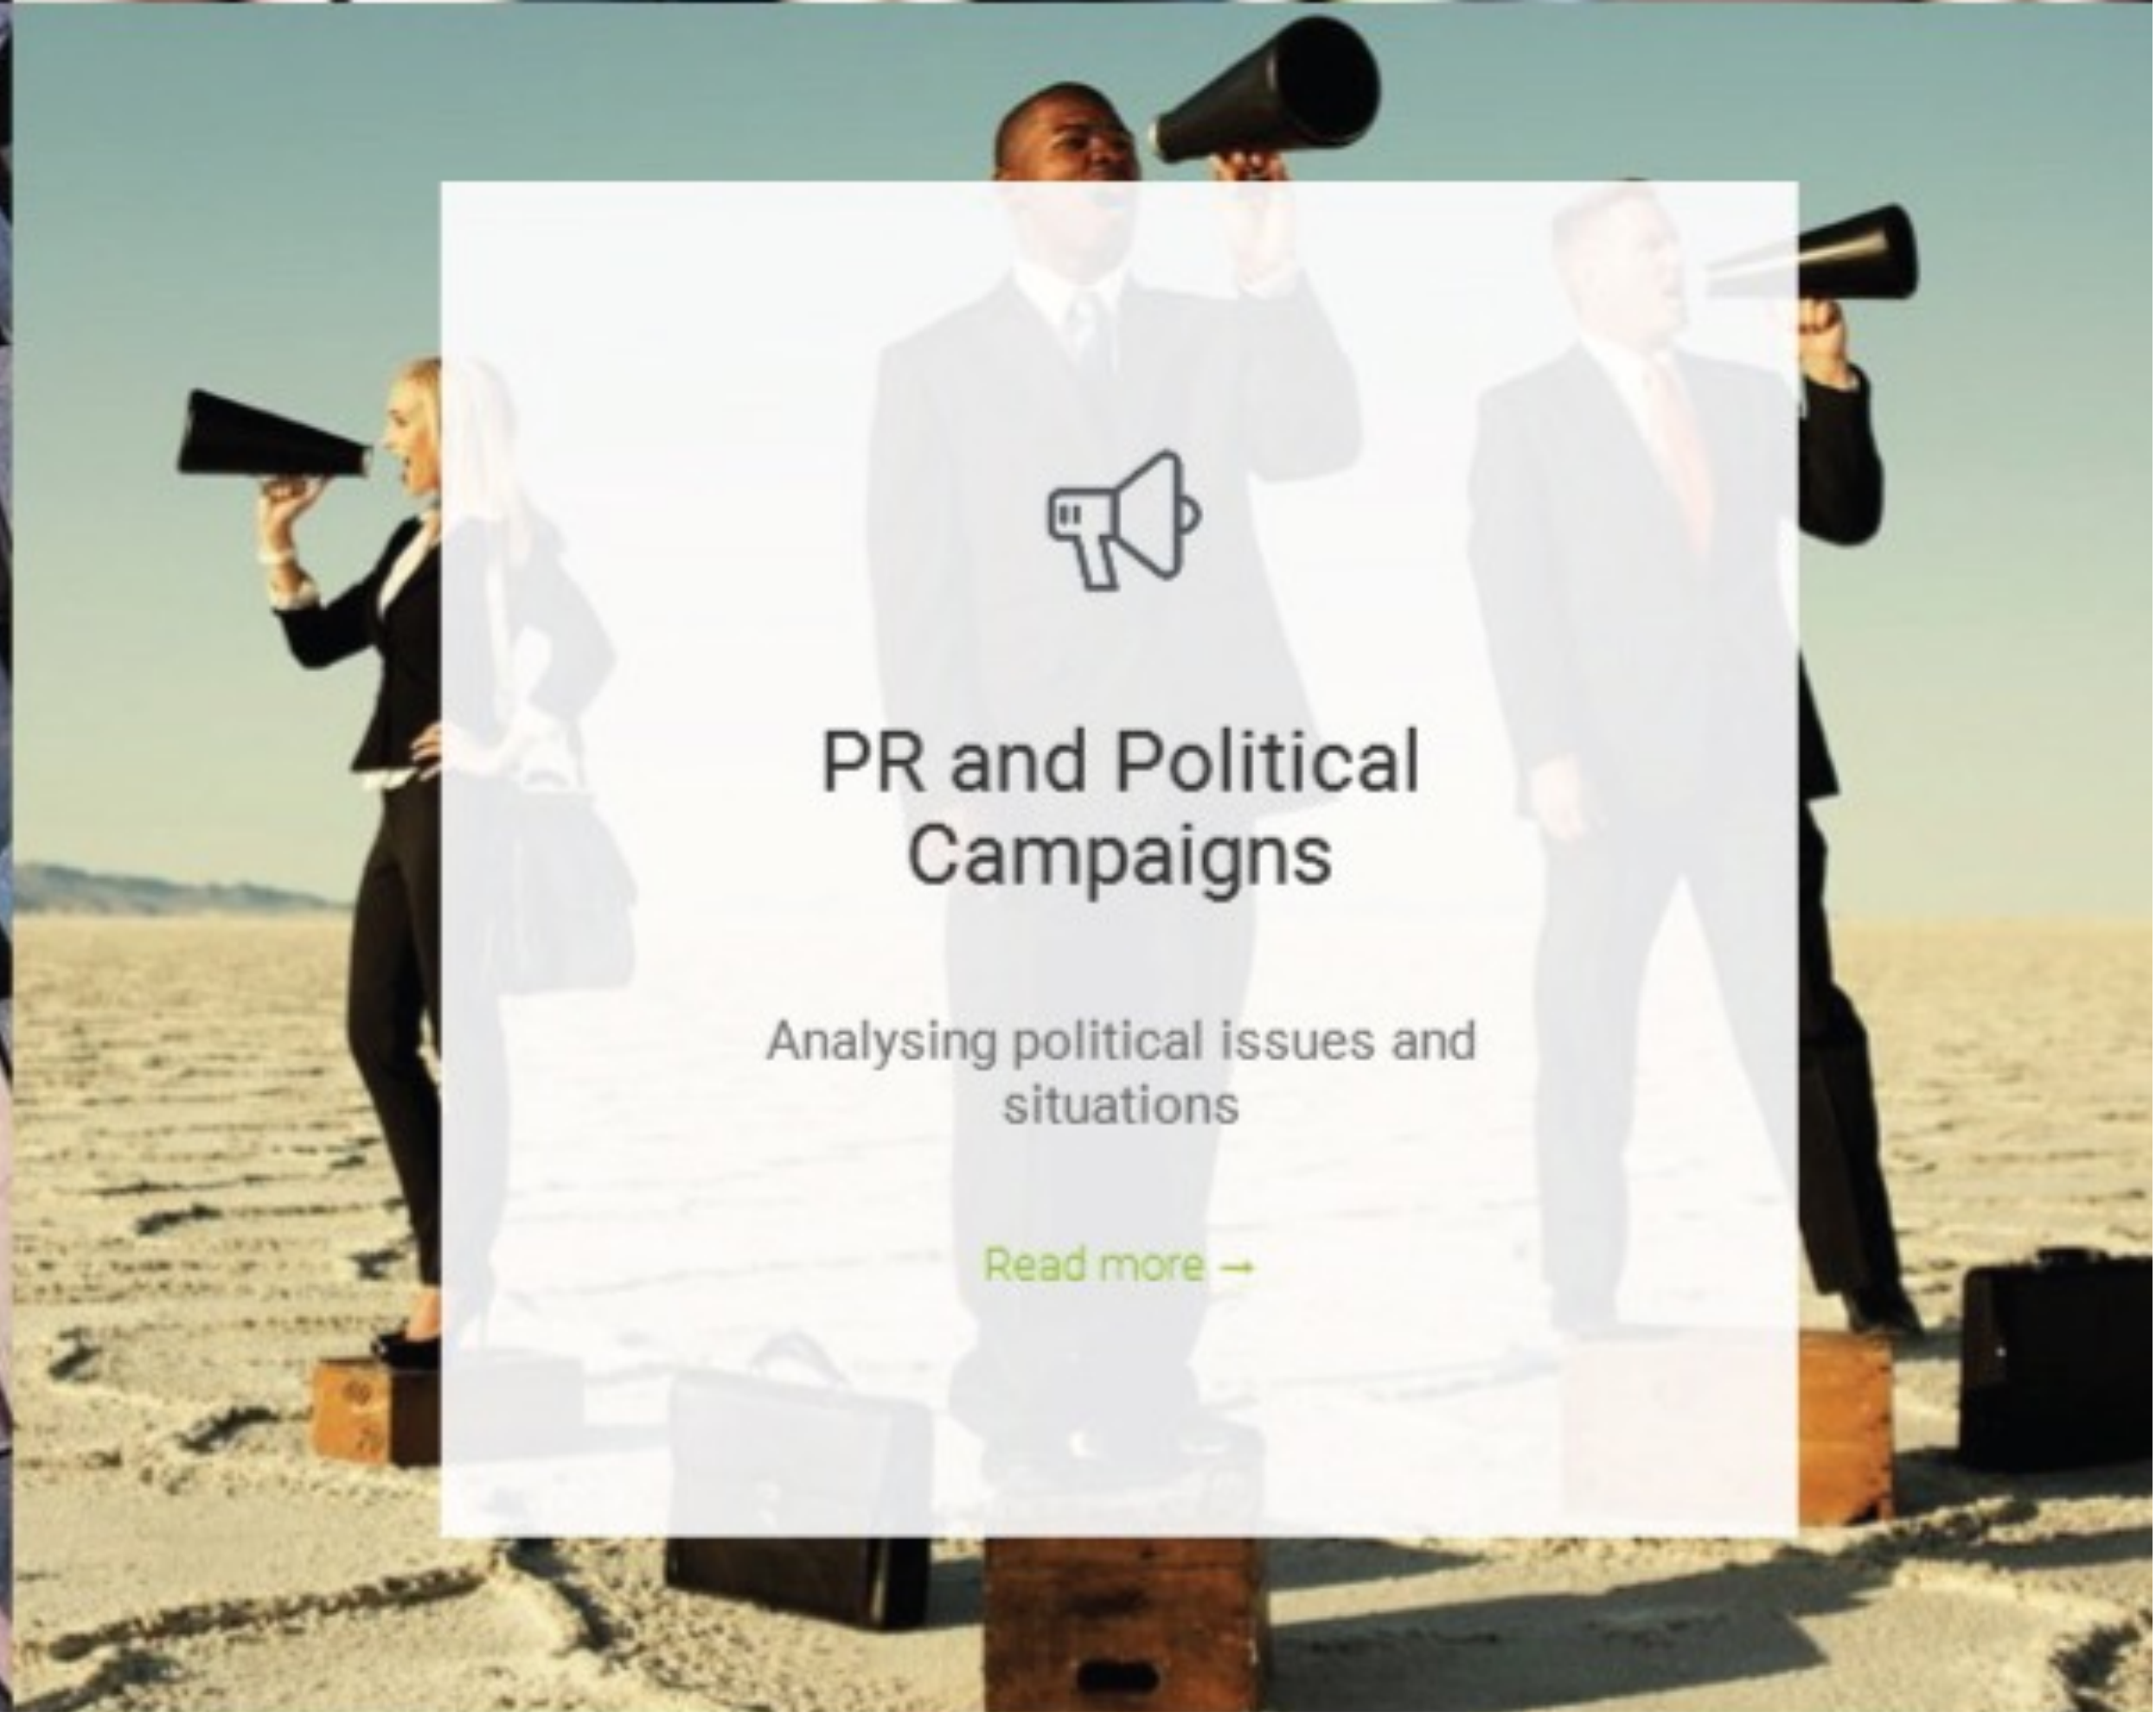 PR and Political
Campaigns
Analysing political issues and
situations
Read more →